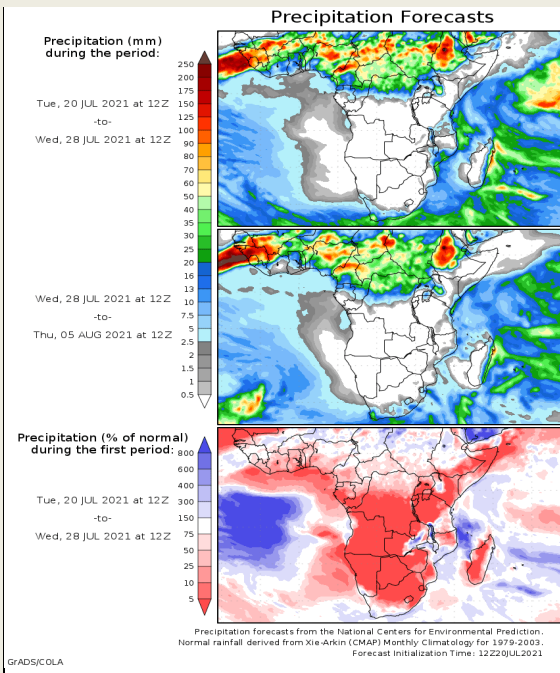 Precipitation Forecasts
Precipitation (mm)
during the period:
Tue, 20 JUL 2021 at 12Z
-to-
Wed, 28 JUL 2021 at 12Z
250
200
175
150
125
100
90
80
70
60
50
40
35
30
25
20
16
13
10
7.5
5
2.5
2
1.5
1
0.5
Wed, 28 JUL 2021 at 12Z
-to-
Thu, 05 AUG 2021 at 12Z
Precipitation (% of normal)
during the first period:
Tue, 20 JUL 2021 at 12Z
-to-
Wed, 28 JUL 2021 at 12Z
800
600
400
300
150
75
50
25
10
5
Precipitation forecasts from the National Centers for Environmental Prediction.
Normal rainfall derived from Xie-Arkin (CMAP) Monthly Climatology for 1979-2003.
Forecast Initialization Time: 12Z20JUL2021
GrADS/COLA